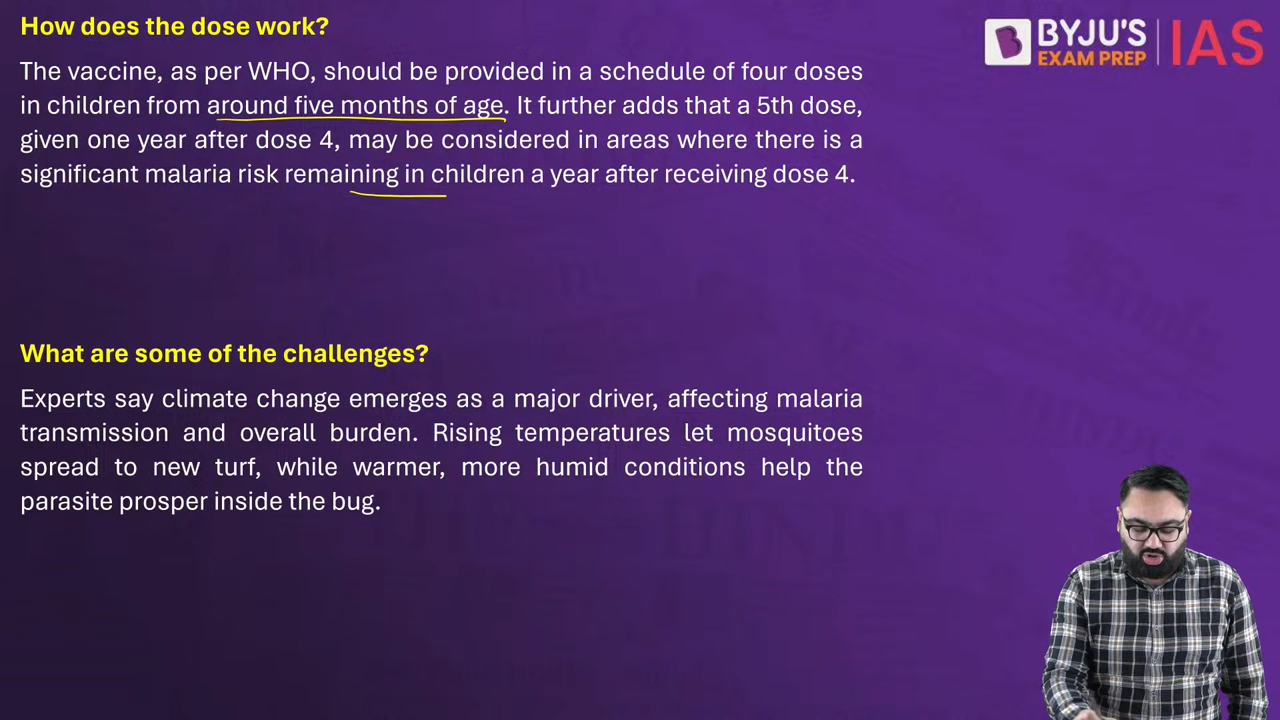 How does the dose work?
The vaccine, as per WHO, should be provided in a schedule of four doses
in children from around five months of age. It further adds that a 5th dose,
given one year after dose 4, may be considered in areas where there is a
significant malaria risk remaining in children a year after receiving dose 4.
BYJU'S
EXAM PREP
IAS
What are some of the challenges?
Experts say climate change emerges as a major driver, affecting malaria
transmission and overall burden. Rising temperatures let mosquitoes
spread to new turf, while warmer, more humid conditions help the
parasite prosper inside the bug.